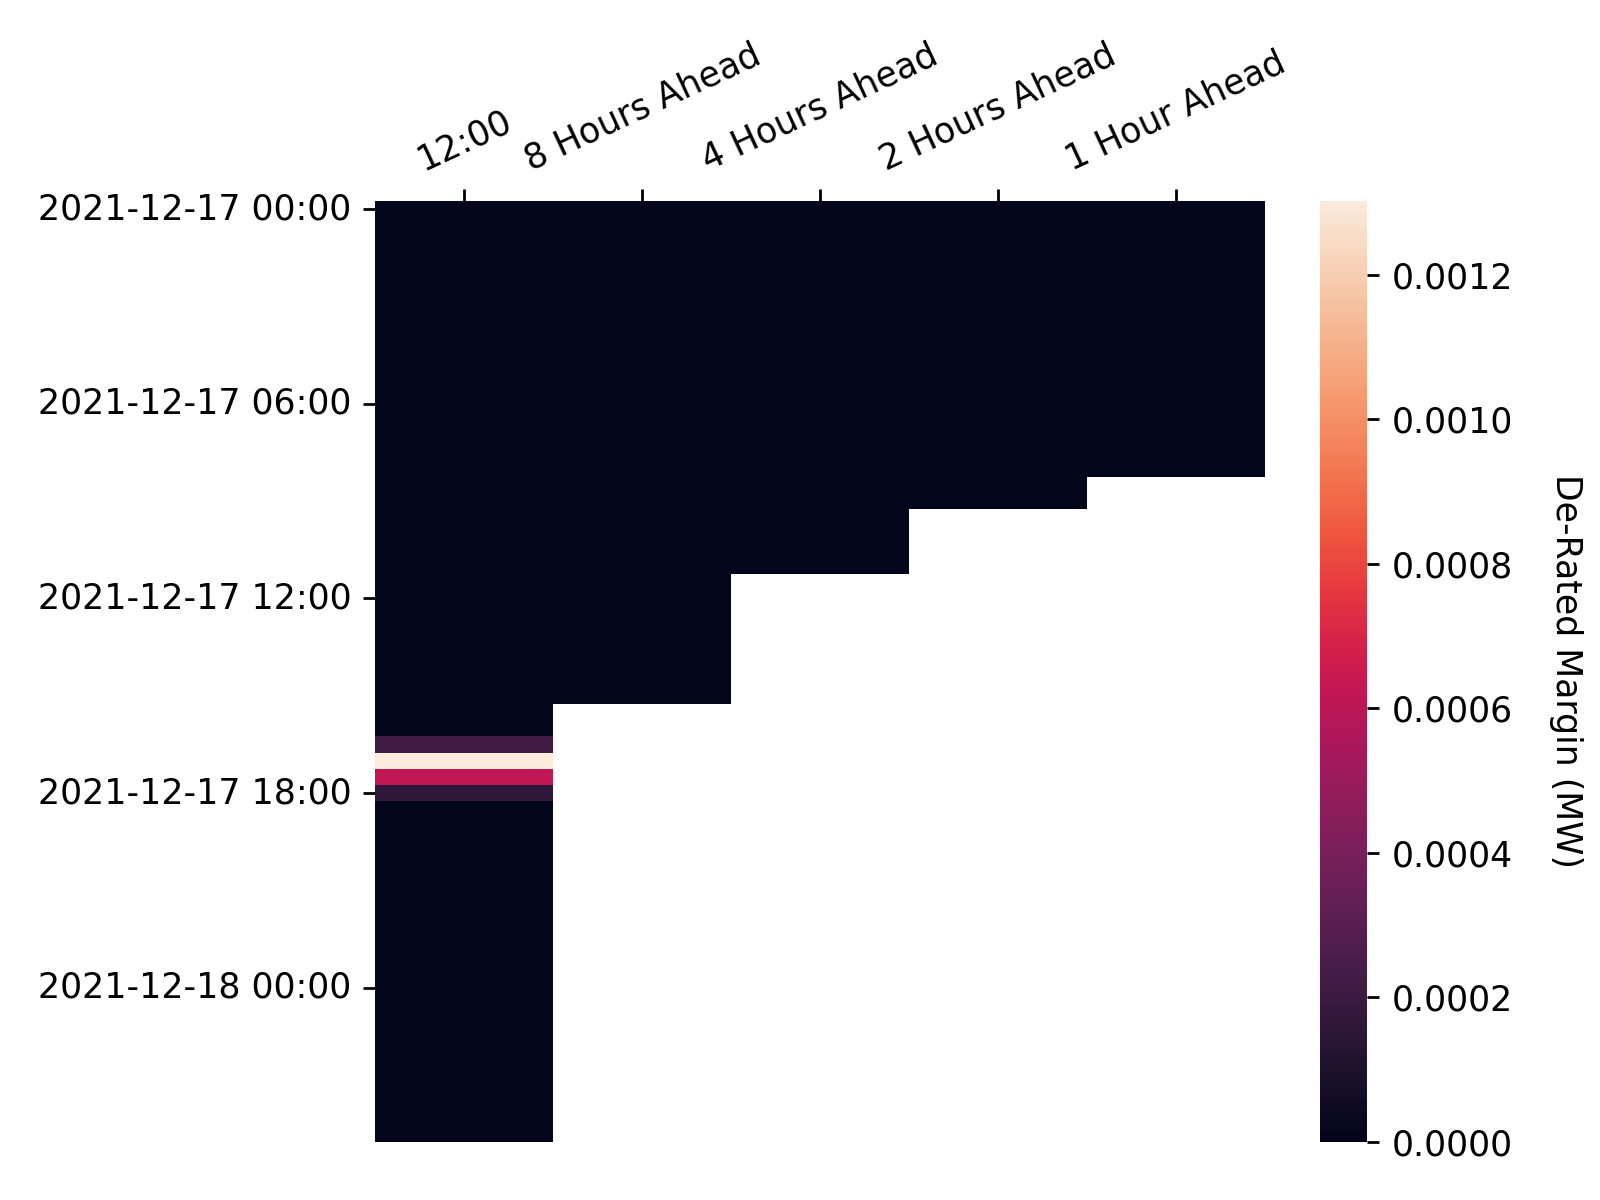 12:00
8 Hours Ahead
4 Hours Ahead
2 Hours Ahead
1 Hour Ahead
2021-12-17 00:00
2021-12-17 06:00
2021-12-17 12:00
2021-12-17 18:00
2021-12-18 00:00
0.0012
0.0010
0.0008
0.0006
0.0004
0.0002
0.0000
De-Rated Margin (MW)